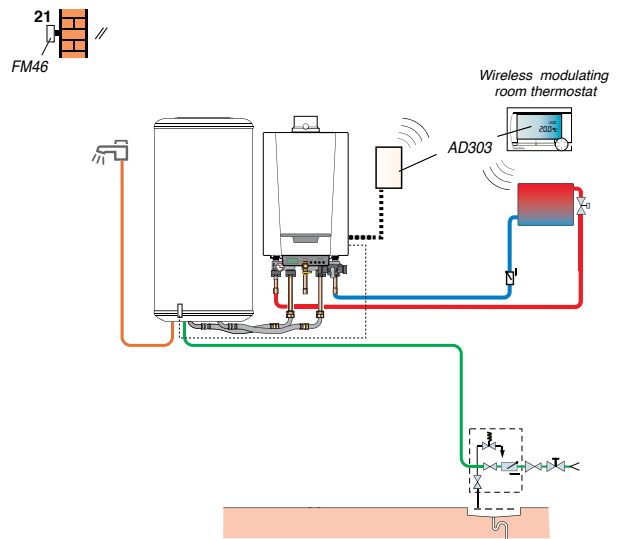 21
FM46
Wireless modulating
room thermostat
AD303
20.0°c